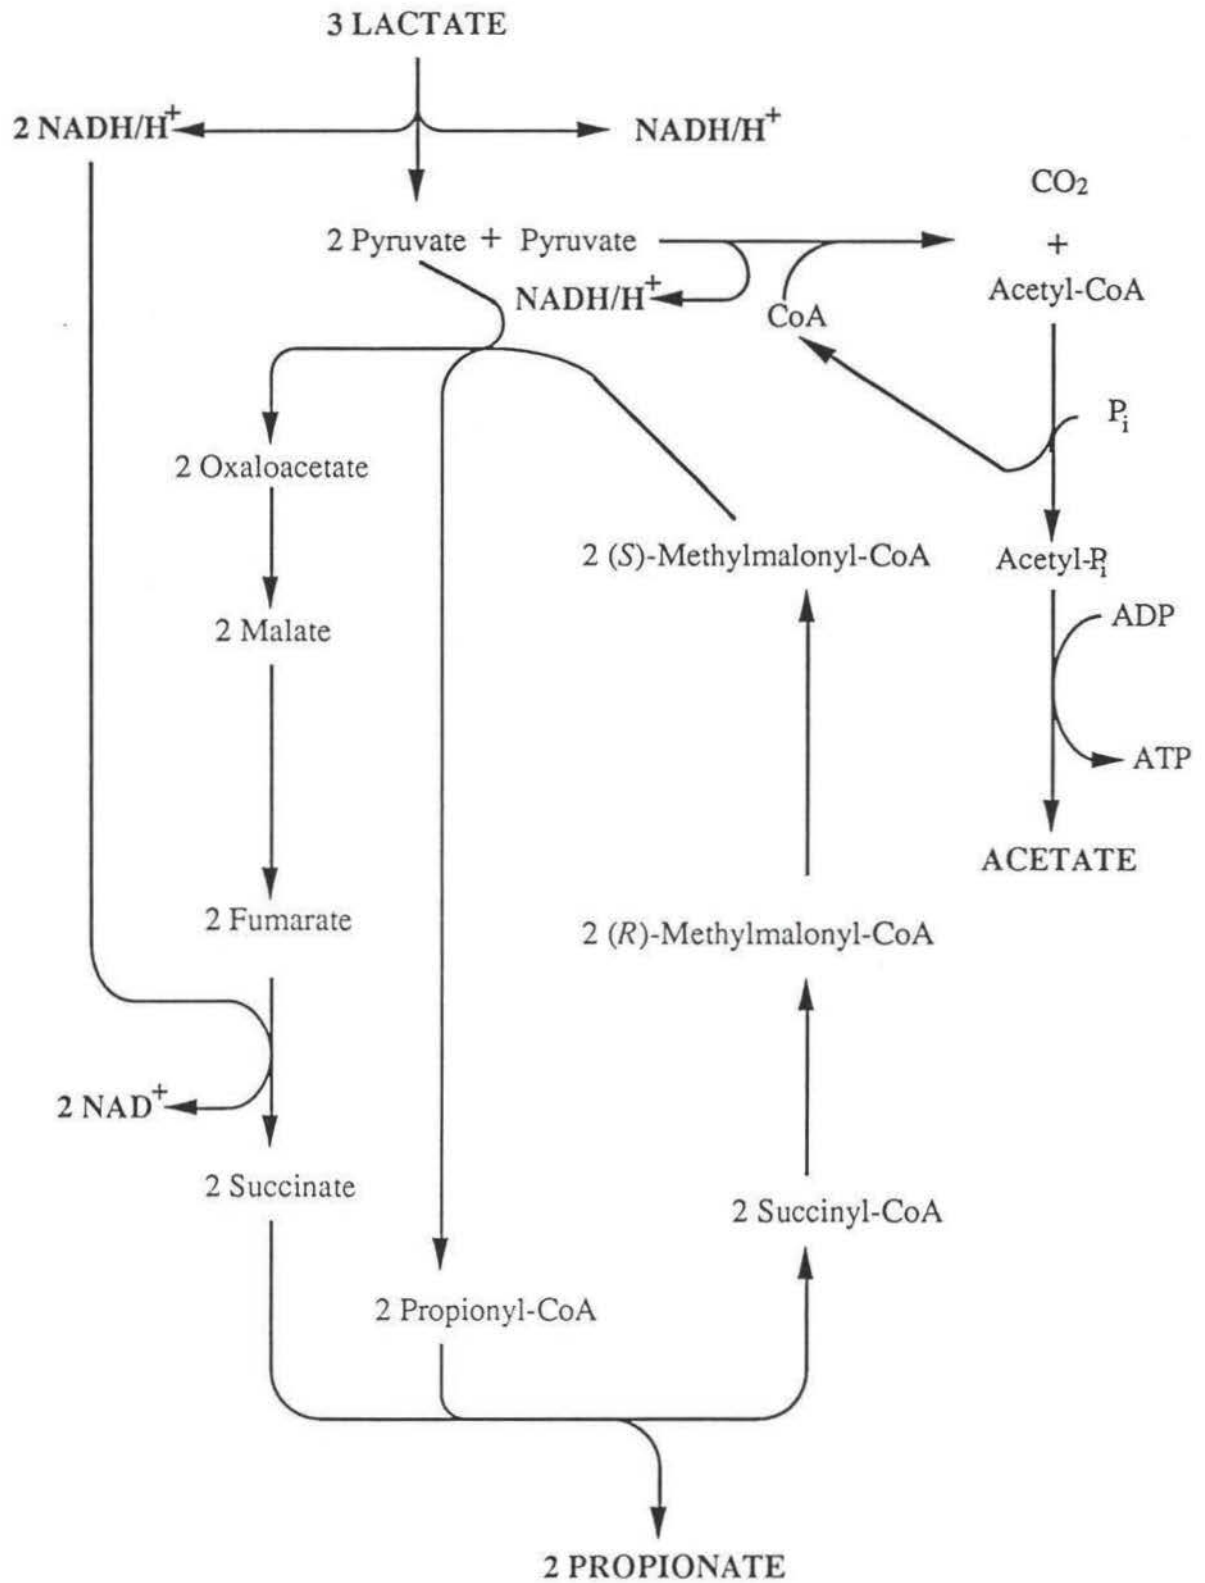 3 LACTATE
2 NADH/H+
NADH/H+
CO2
2 Pyruvate + Pyruvate
+
NADH/H+
Acetyl-CoA
CoA
Pi
2 Oxaloacetate
2 (S)-Methylmalonyl-CoA
Acetyl-Pi
ADP
2 Malate
ATP
ACETATE
2 Fumarate
2 (R)-Methylmalonyl-CoA
2 NAD+
2 Succinate
2 Succinyl-CoA
2 Propionyl-CoA
2 PROPIONATE